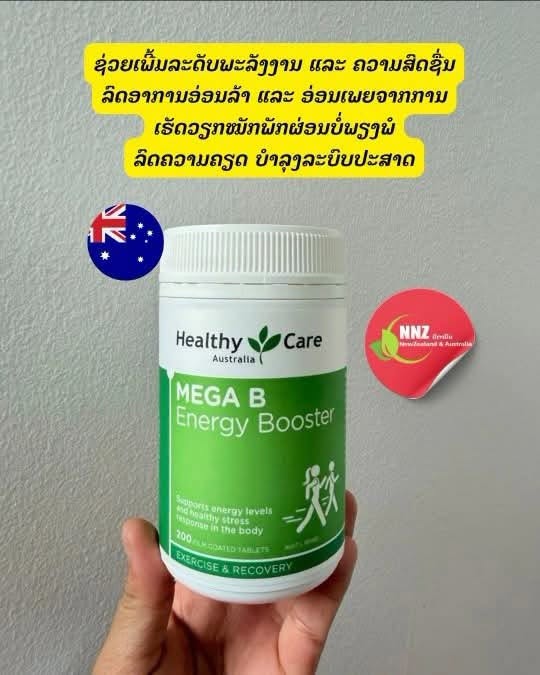 ຊ່ວຍເພີ້ມລະດັບພະລັງງານ ແລະ ຄວາມສົດຊື່ນ
ລົດອາການອ່ອນລ້າ ແລະ ອ່ອນເພຍຈາກການ
ເຮັດວຽກໝັກພັກຜ່ອນບໍ່ພຽງພໍ
ລົດຄວາມຄຽດ ບຳລຸງລະບົບປະສາດ
NNZ
NewZealand & Australia
Healthy Care
Australia
MEGA B
Energy Booster
Supports energy levels
and healthy stress
response in the body
200 FILM COATED TABLETS
EXERCISE & RECOVERY